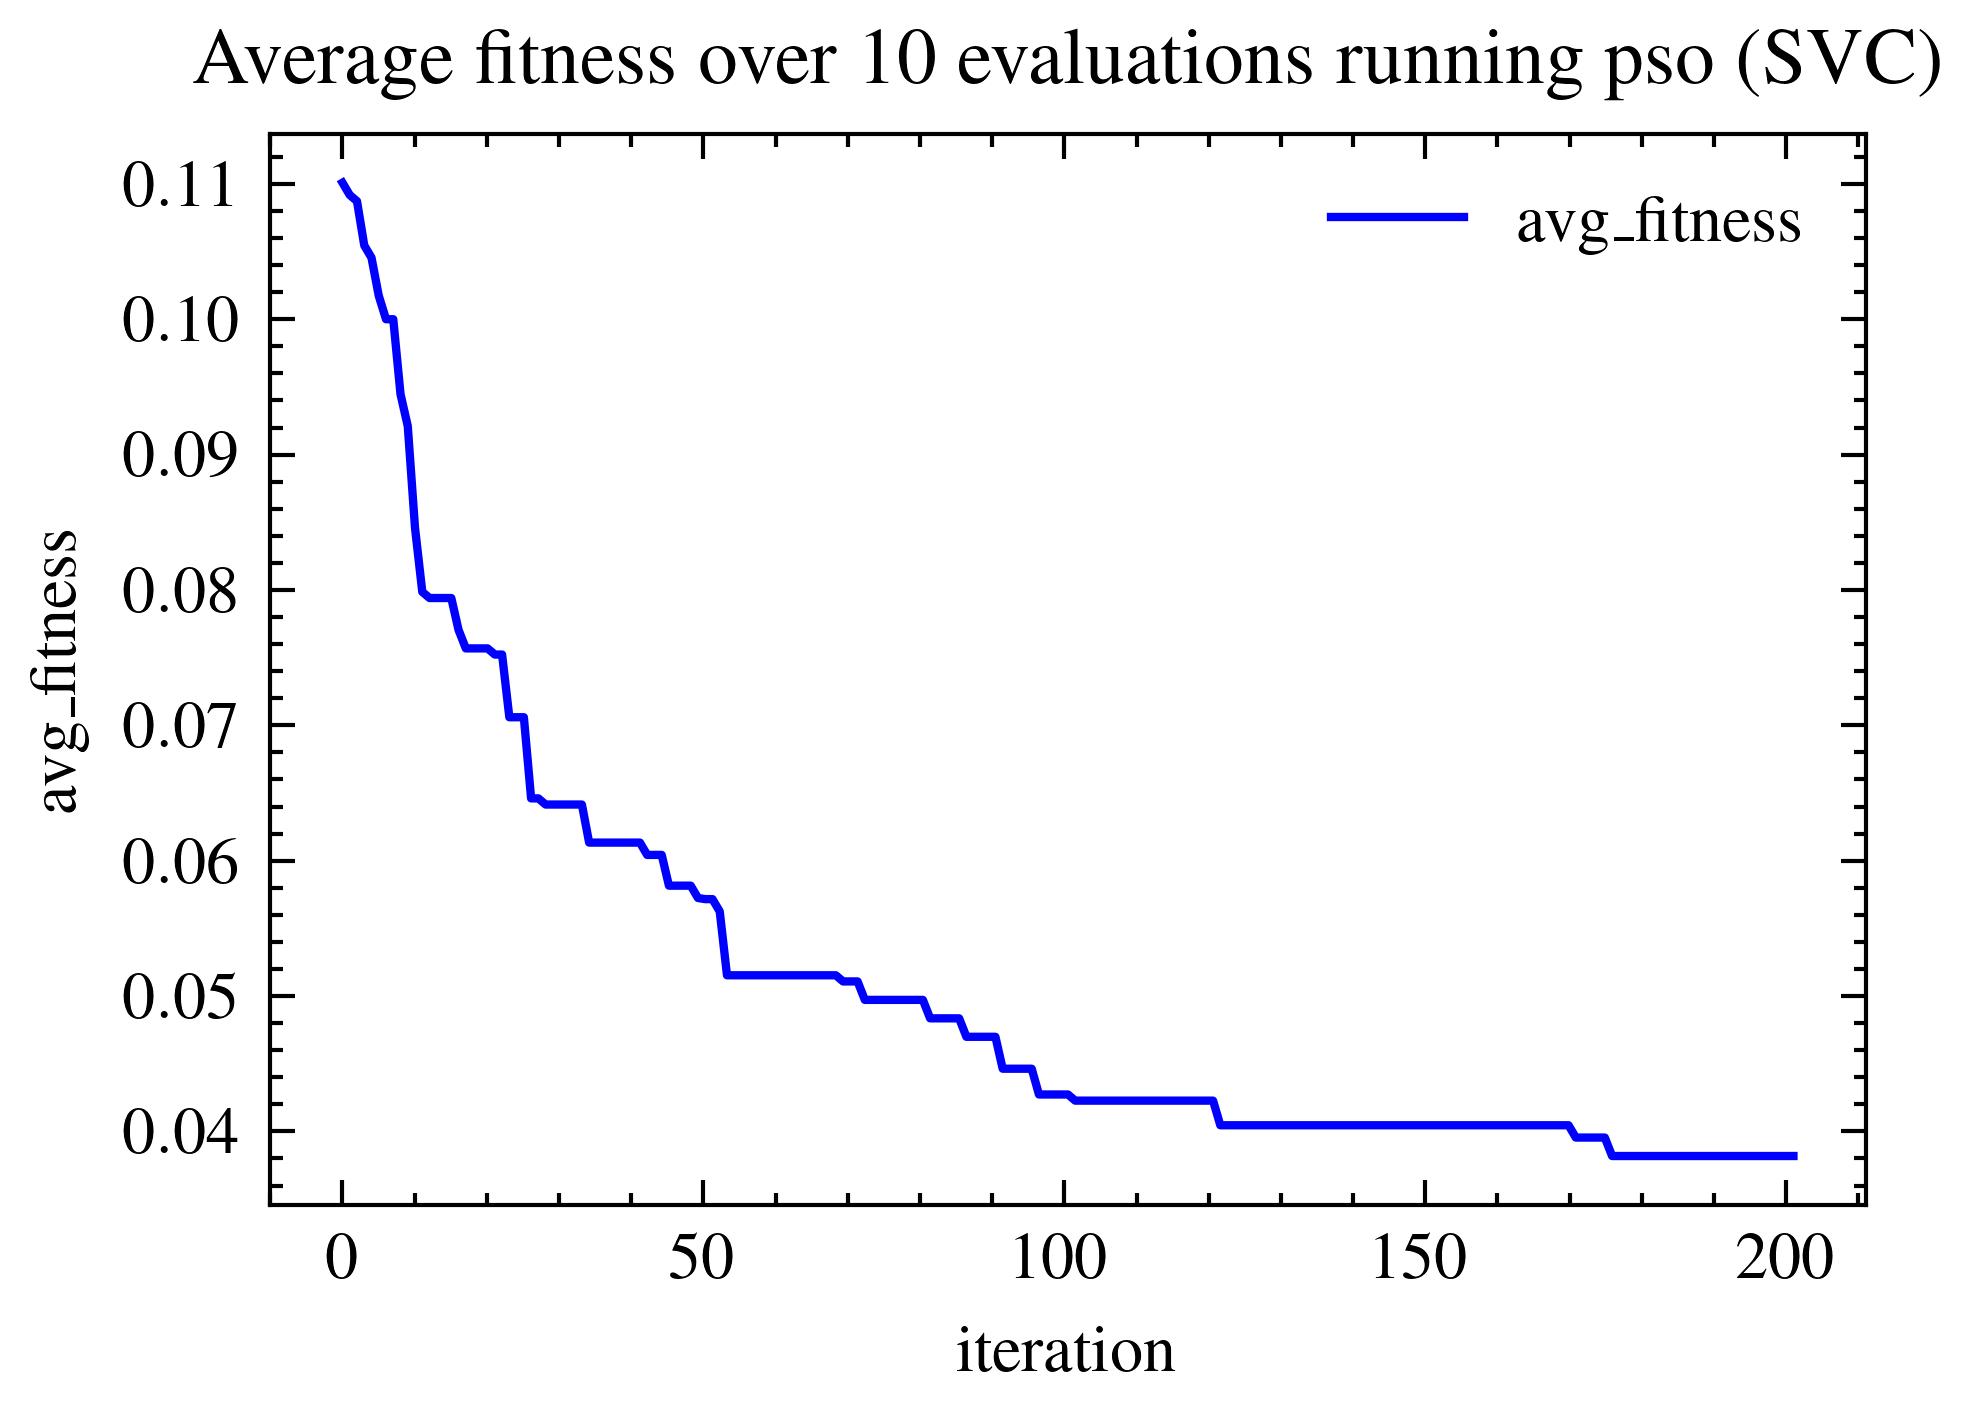 Average fitness over 10 evaluations running pso (SVC)
avg_fitness
0.11
0.10
0.09
0.08
0.07
0.06
0.05
0.04
avg_fitness
0 50 100 150 200
iteration